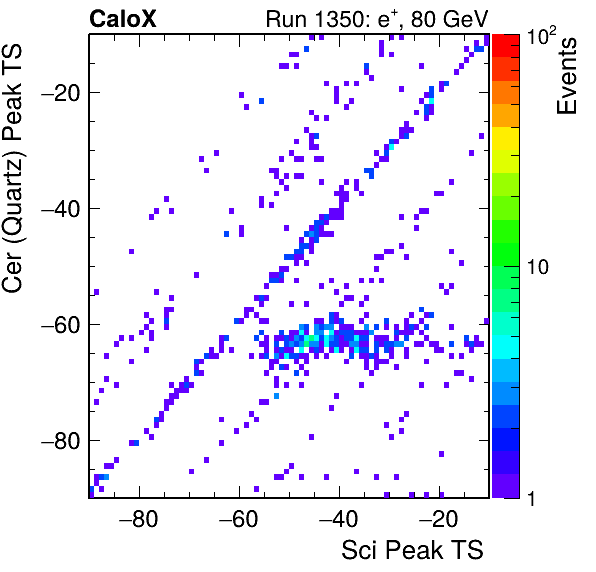 CaloX Run 1350: e⁺, 80 GeV
Cer (Quartz) Peak TS
−20
−40
−60
−80
−80 −60 −40 −20
Sci Peak TS
10²
10
1
Events